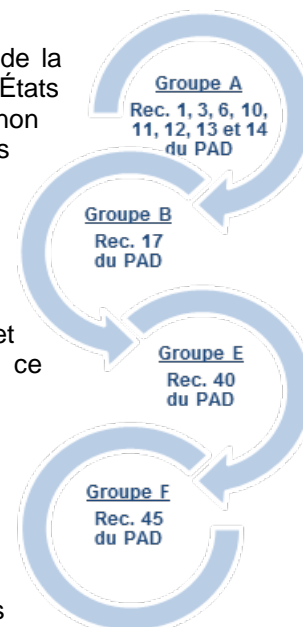 de la
États
non
s
Groupe A
Rec. 1, 3, 6, 10,
11, 12, 13 et 14
du PAD
Groupe B
Rec. 17
du PAD
et
ce
Groupe E
Rec. 40
du PAD
Groupe F
Rec. 45
du PAD
s